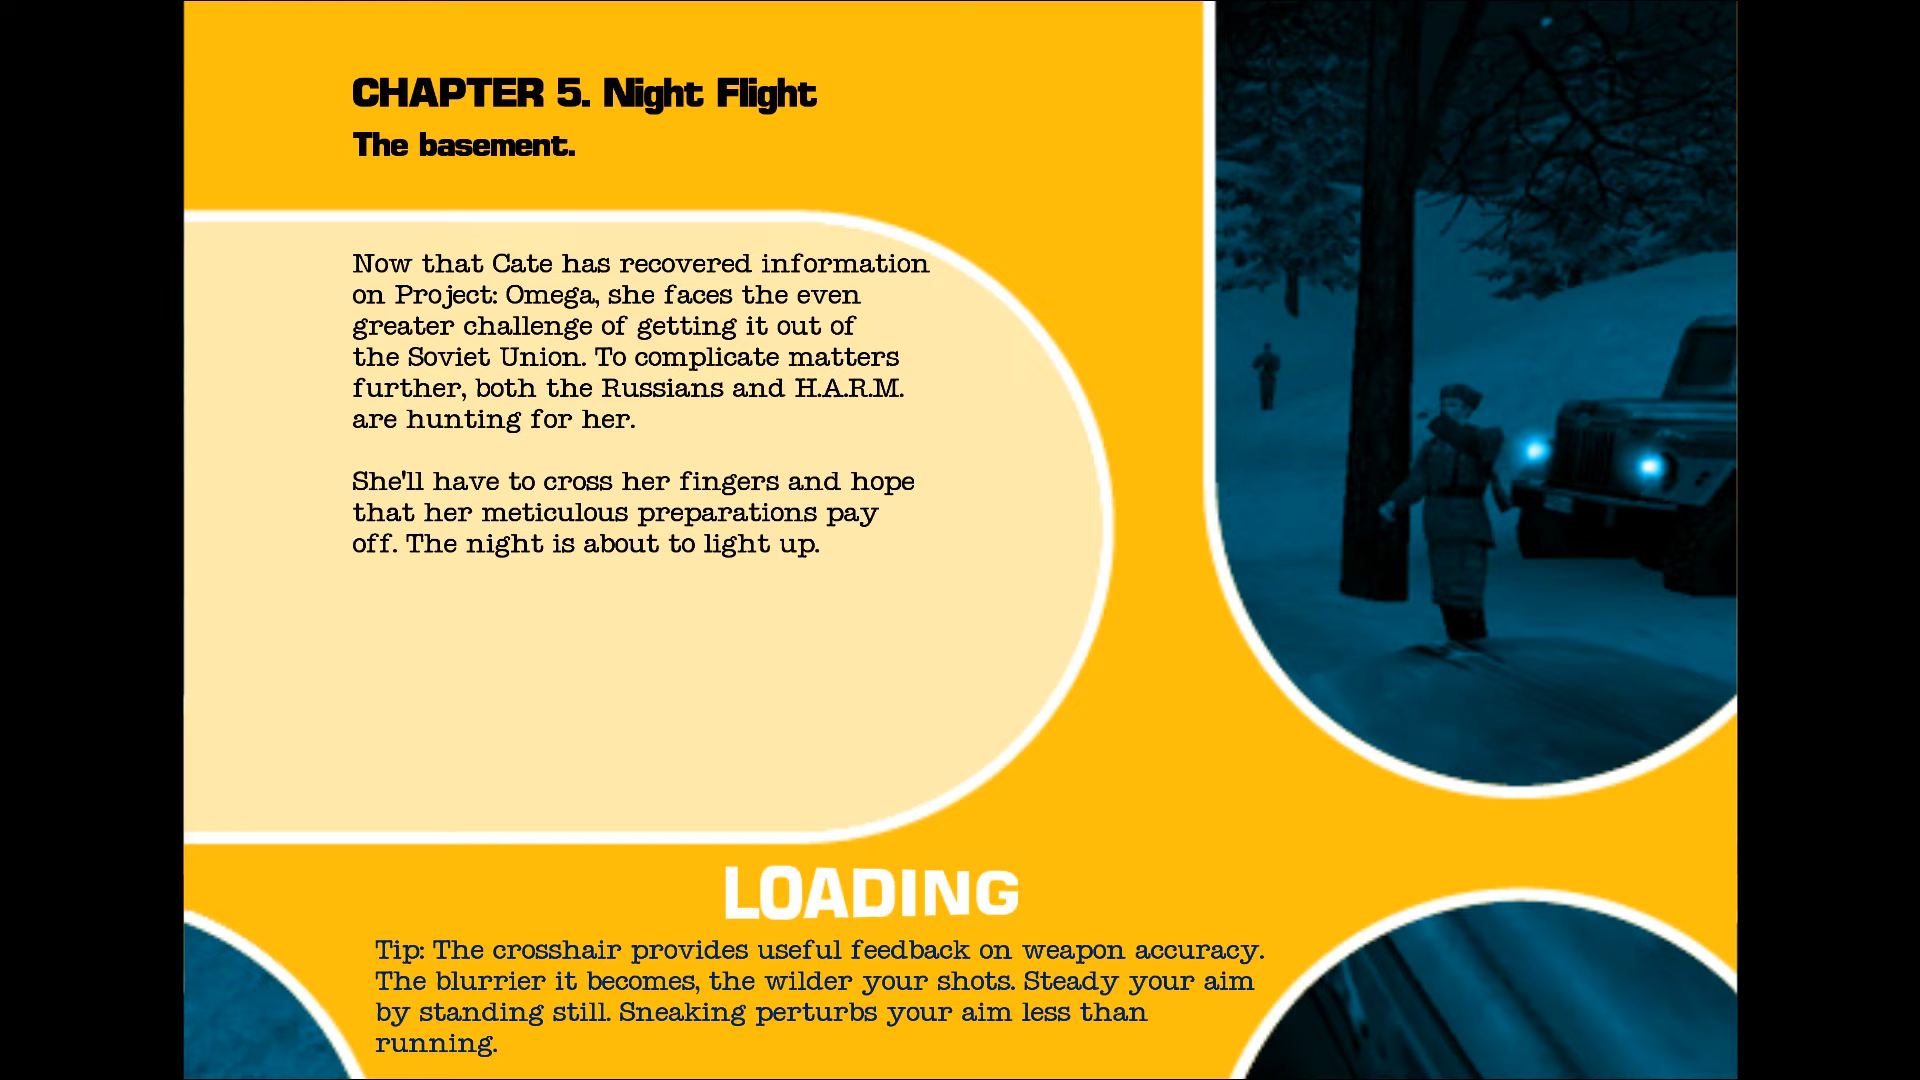 CHAPTER 5. Night Flight
The basement.
Now that Cate has recovered information
on Project: Omega, she faces the even
greater challenge of getting it out of
the Soviet Union. To complicate matters
further, both the Russians and H.A.R.M.
are hunting for her.
She'll have to cross her fingers and hope
that her meticulous preparations pay
off. The night is about to light up.
LOADING
Tip: The crosshair provides useful feedback on weapon accuracy.
The blurrier it becomes, the wilder your shots. Steady your aim
by standing still. Sneaking perturbs your aim less than
running.